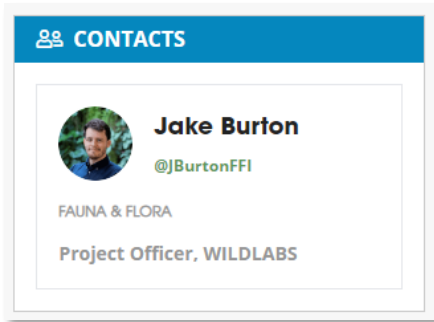 CONTACTS
Jake Burton
@JBurtonFFI
FAUNA & FLORA
Project Officer, WILDLABS